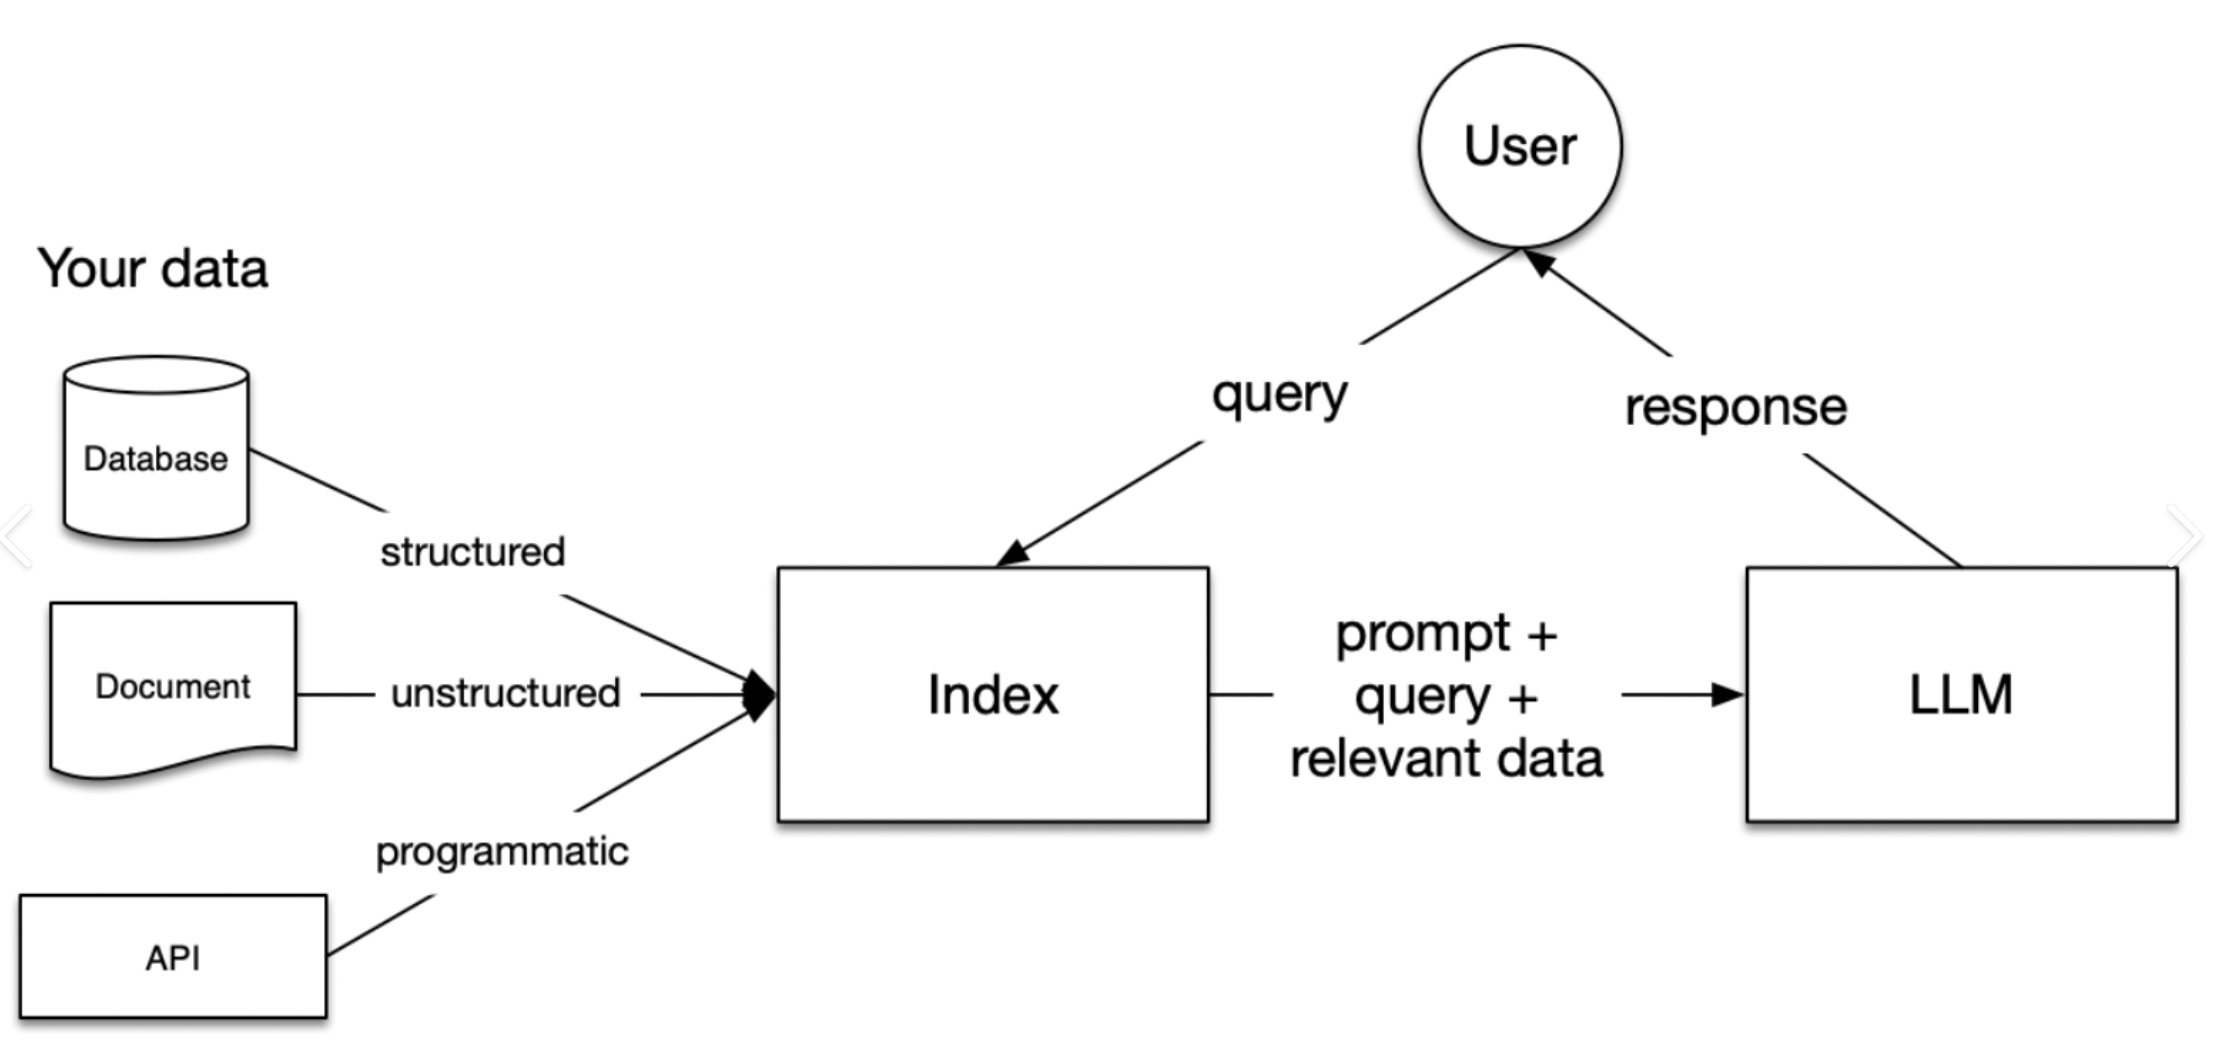 User
Your data
query
response
Database
structured
Document
unstructured
Index
prompt +
query +
relevant data
LLM
programmatic
API